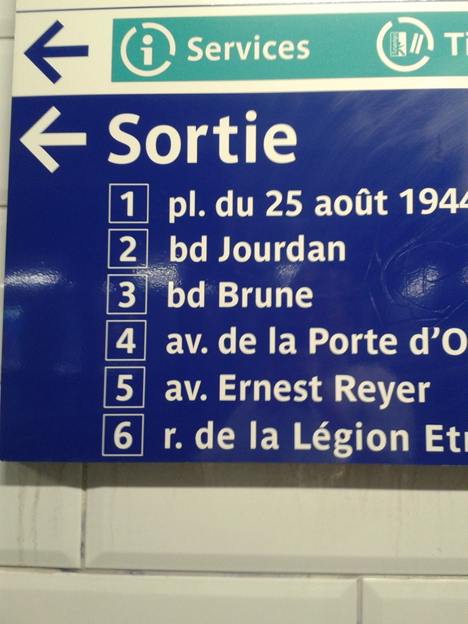 i Services Ti
Sortie
1 pl. du 25 août 1944
2 bd Jourdan
3 bd Brune
4 av. de la Porte d'O
5 av. Ernest Reyer
6 r. de la Légion Etr